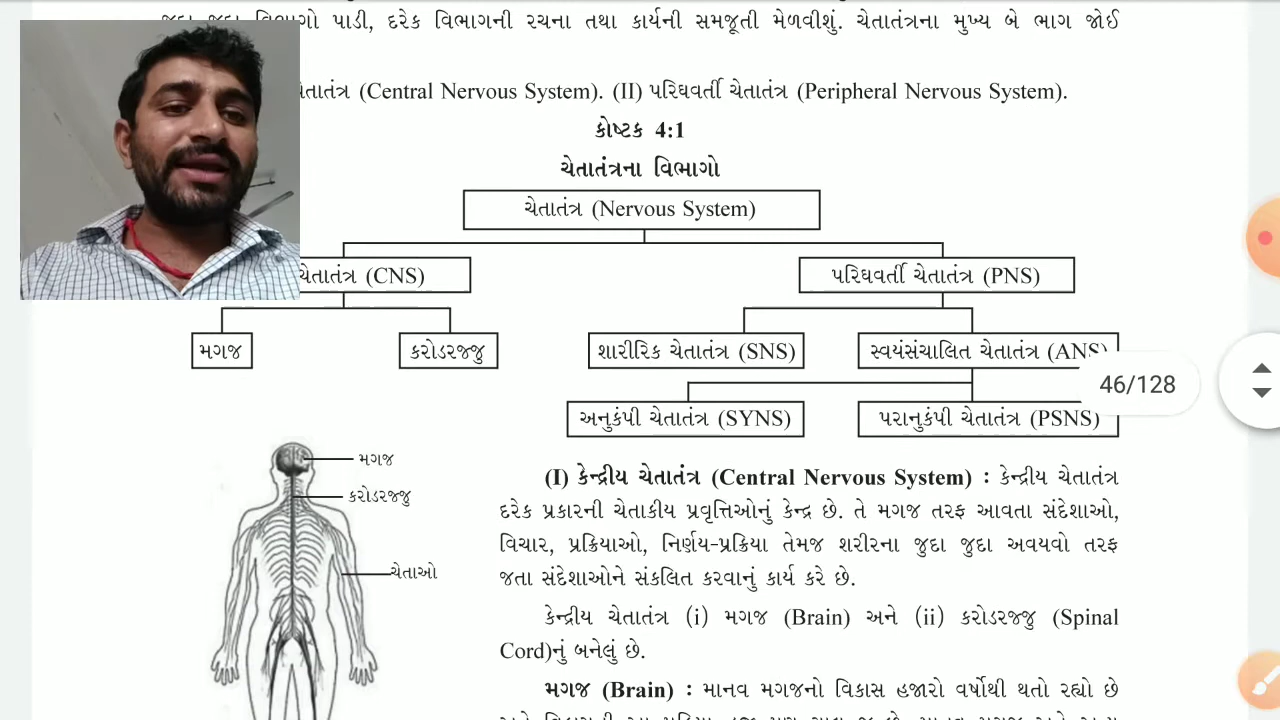 વિભાગો પાડી, દરેક વિભાગની રચના તથા કાર્યની સમજૂતી મેળવીશું. ચેતાતંત્રના મુખ્ય બે ભાગ જોઈ
(Central Nervous System). (II) પરિઘવર્તી ચેતાતંત્ર (Peripheral Nervous System).
કોષ્ટક 4:1
ચેતાતંત્રના વિભાગો
ચેતાતંત્ર (Nervous System)
ચેતાતંત્ર (CNS)
પરિઘવર્તી ચેતાતંત્ર (PNS)
મગજ
કરોડરજ્જુ
શારીરિક ચેતાતંત્ર (SNS)
સ્વયંસંચાલિત ચેતાતંત્ર (ANS)
46/128
અનુકંપી ચેતાતંત્ર (SYNS)
પરાનુકંપી ચેતાતંત્ર (PSNS)
મગજ
કરોડરજ્જુ
ચેતાઓ
(I) કેન્દ્રીય ચેતાતંત્ર (Central Nervous System) : કેન્દ્રીય ચેતાતંત્ર
દરેક પ્રકારની ચેતાકીય પ્રવૃત્તિઓનું કેન્દ્ર છે. તે મગજ તરફ આવતા સંદેશાઓ,
વિચાર, પ્રક્રિયાઓ, નિર્ણય-પ્રક્રિયા તેમજ શરીરના જુદા જુદા અવયવો તરફ
જતા સંદેશાઓને સંકલિત કરવાનું કાર્ય કરે છે.
કેન્દ્રીય ચેતાતંત્ર (i) મગજ (Brain) અને (ii) કરોડરજ્જુ (Spinal
Cord)નું બનેલું છે.
મગજ (Brain) : માનવ મગજનો વિકાસ હજારો વર્ષોથી થતો રહ્યો છે